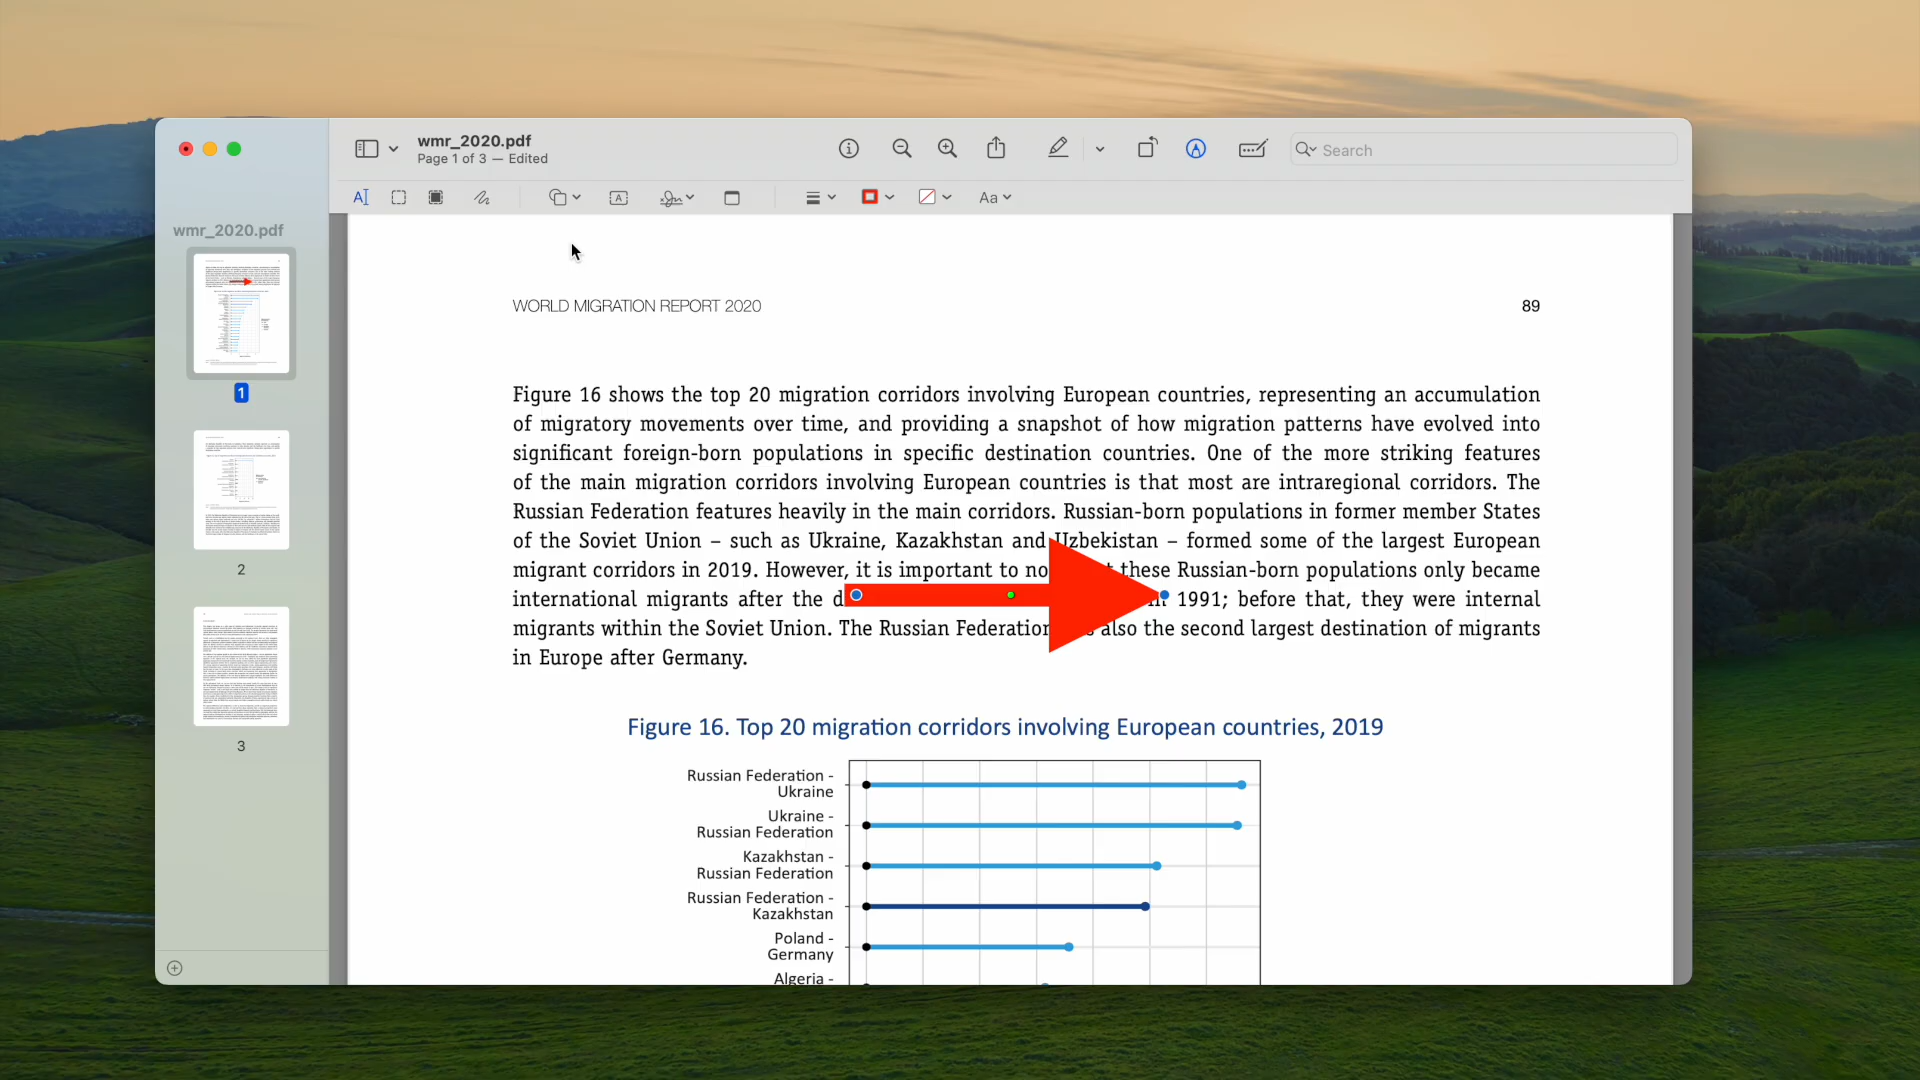 wmr_2020.pdf
Page 1 of 3 — Edited
Search
Aa
wmr_2020.pdf
1
2
3
WORLD MIGRATION REPORT 2020
89
Figure 16 shows the top 20 migration corridors involving European countries, representing an accumulation
of migratory movements over time, and providing a snapshot of how migration patterns have evolved into
significant foreign-born populations in specific destination countries. One of the more striking features
of the main migration corridors involving European countries is that most are intraregional corridors. The
Russian Federation features heavily in the main corridors. Russian-born populations in former member States
of the Soviet Union – such as Ukraine, Kazakhstan and Uzbekistan – formed some of the largest European
migrant corridors in 2019. However, it is important to these Russian-born populations only became
international migrants after the in 1991; before that, they were internal
migrants within the Soviet Union. The Russian Federation also the second largest destination of migrants
in Europe after Germany.
Figure 16. Top 20 migration corridors involving European countries, 2019
Russian Federation -
Ukraine
Ukraine -
Russian Federation
Kazakhstan -
Russian Federation
Russian Federation -
Kazakhstan
Poland -
Germany
Algeria -